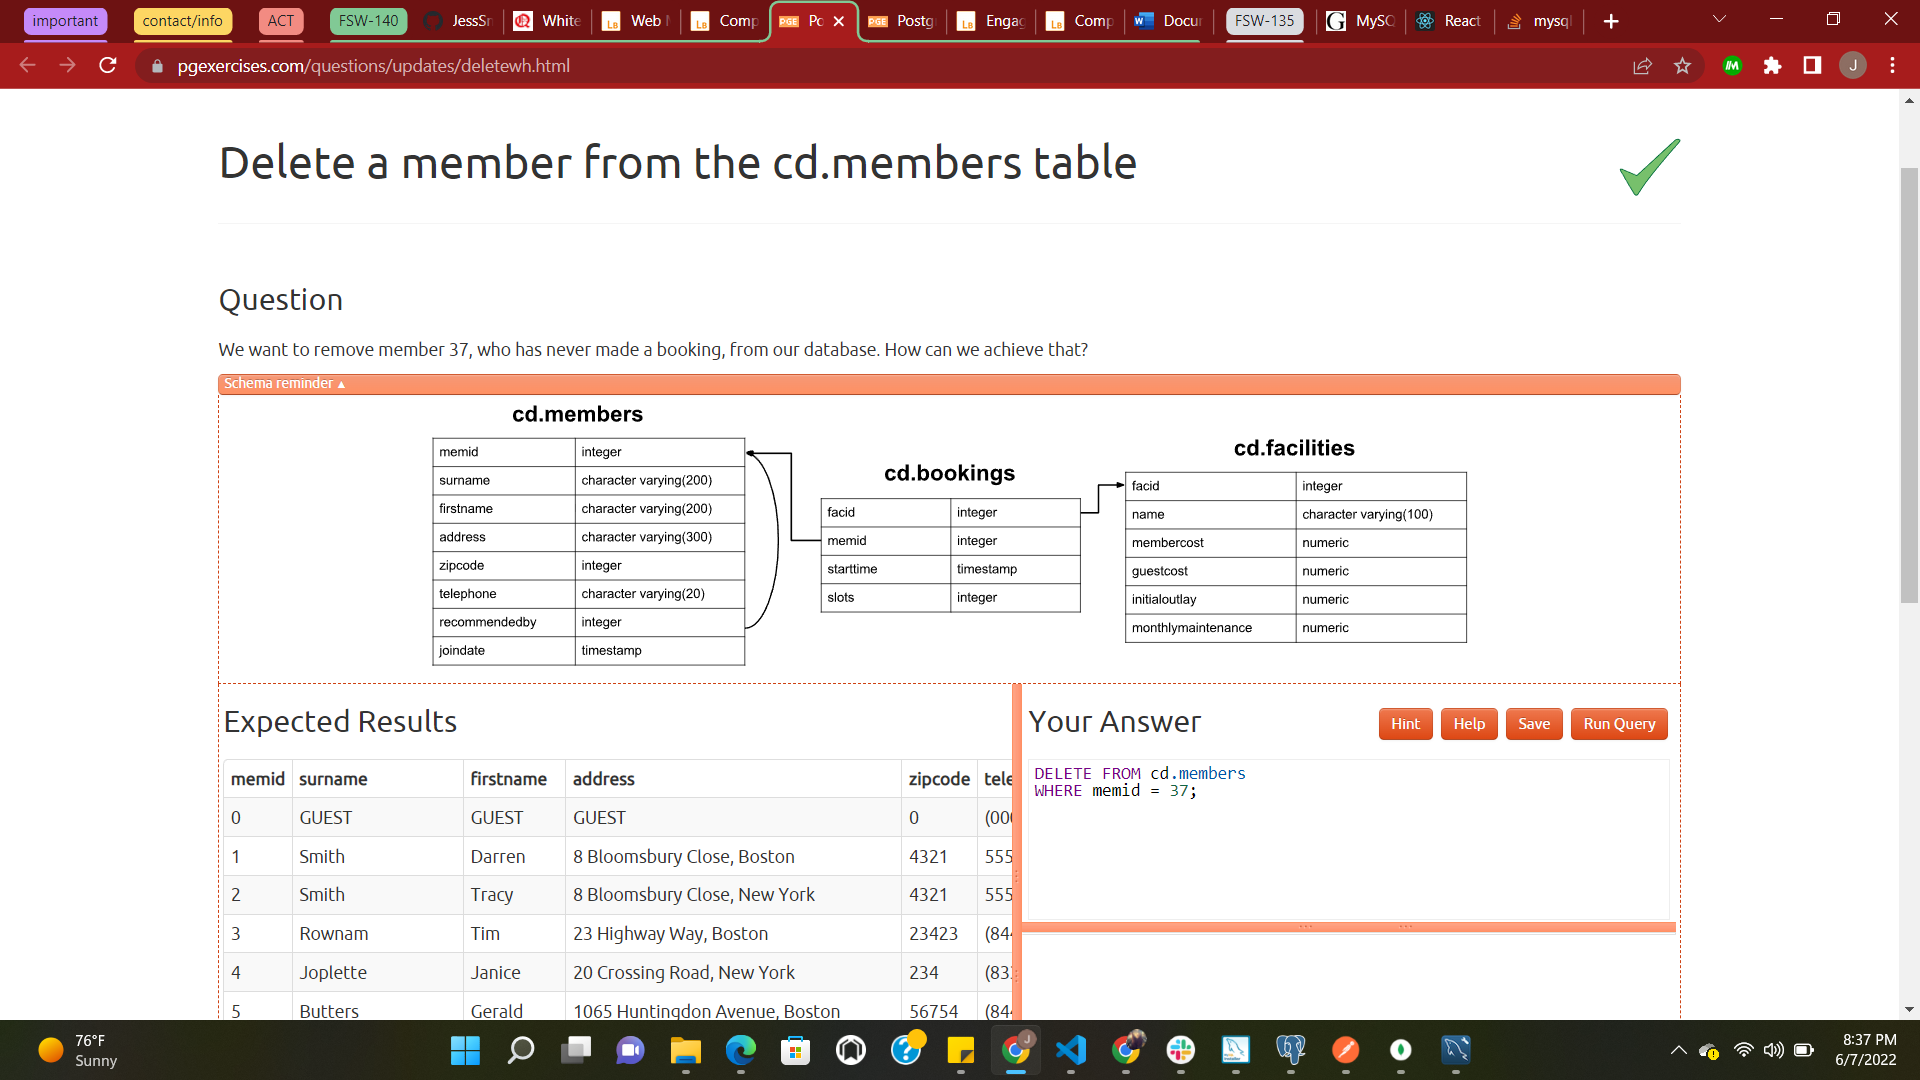 important contact/info ACT FSW-140 JessSr White Web Comp Po Postg Engag Comp Docu FSW-135 MySC React mysql
pgexercises.com/questions/updates/deletewh.html J
Delete a member from the cd.members table
Question
We want to remove member 37, who has never made a booking, from our database. How can we achieve that?
Schema reminder ▴
cd.members
memid integer
surname character varying(200)
firstname character varying(200)
address character varying(300)
zipcode integer
telephone character varying(20)
recommendedby integer
joindate timestamp
cd.bookings
facid integer
memid integer
starttime timestamp
slots integer
cd.facilities
facid integer
name character varying(100)
membercost numeric
guestcost numeric
initialoutlay numeric
monthlymaintenance numeric
Expected Results
memid surname firstname address zipcode tele
0 GUEST GUEST GUEST 0 (00
1 Smith Darren 8 Bloomsbury Close, Boston 4321 555
2 Smith Tracy 8 Bloomsbury Close, New York 4321 555
3 Rownam Tim 23 Highway Way, Boston 23423 (84
4 Joplette Janice 20 Crossing Road, New York 234 (83
5 Butters Gerald 1065 Huntingdon Avenue, Boston 56754 (84
Your Answer
Hint Help Save Run Query
DELETE FROM cd.members
WHERE memid = 37;
76°F
Sunny
8:37 PM
6/7/2022